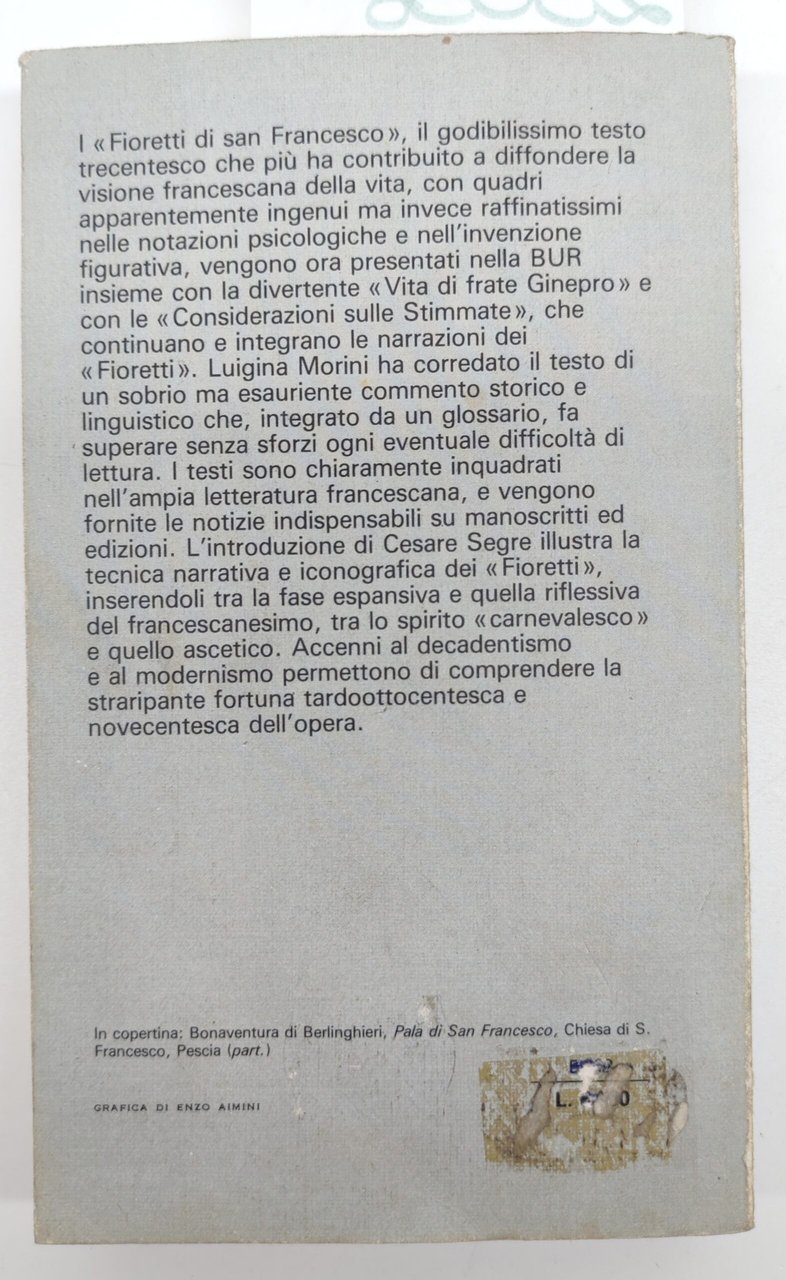 I «Fioretti di san Francesco», il godibilissimo testo
trecentesco che più ha contribuito a diffondere la
visione francescana della vita, con quadri
apparentemente ingenui ma invece raffinatissimi
nelle notazioni psicologiche e nell'invenzione
figurativa, vengono ora presentati nella BUR
insieme con la divertente «Vita di frate Ginepro» e
con le «Considerazioni sulle Stimmate», che
continuano e integrano le narrazioni dei
«Fioretti». Luigina Morini ha corredato il testo di
un sobrio ma esauriente commento storico e
linguistico che, integrato da un glossario, fa
superare senza sforzi ogni eventuale difficoltà di
lettura. I testi sono chiaramente inquadrati
nell'ampia letteratura francescana, e vengono
fornite le notizie indispensabili su manoscritti ed
edizioni. L'introduzione di Cesare Segre illustra la
tecnica narrativa e iconografica dei «Fioretti»,
inserendoli tra la fase espansiva e quella riflessiva
del francescanesimo, tra lo spirito «carnevalesco»
e quello ascetico. Accenni al decadentismo
e al modernismo permettono di comprendere la
straripante fortuna tardoottocentesca e
novecentesca dell'opera.
In copertina: Bonaventura di Berlinghieri, Pala di San Francesco, Chiesa di S.
Francesco, Pescia (part.)
GRAFICA DI ENZO AIMINI
L.